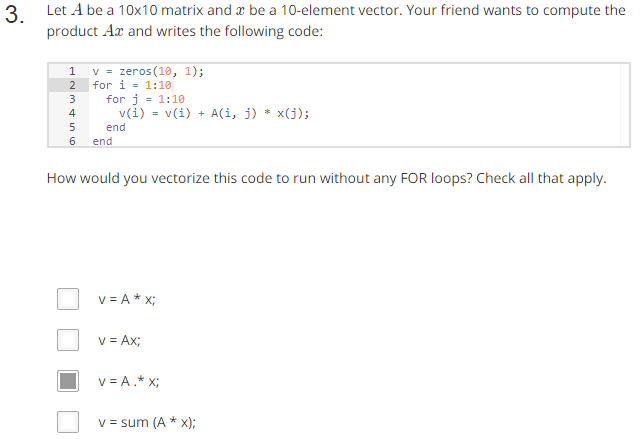 3. Let A be a 10x10 matrix and x be a 10-element vector. Your friend wants to compute the
product Ax and writes the following code:
1 v = zeros(10, 1);
2 for i = 1:10
3 for j = 1:10
4 v(i) = v(i) + A(i, j) * x(j);
5 end
6 end
How would you vectorize this code to run without any FOR loops? Check all that apply.
v = A * x;
v = Ax;
v = A .* x;
v = sum (A * x);